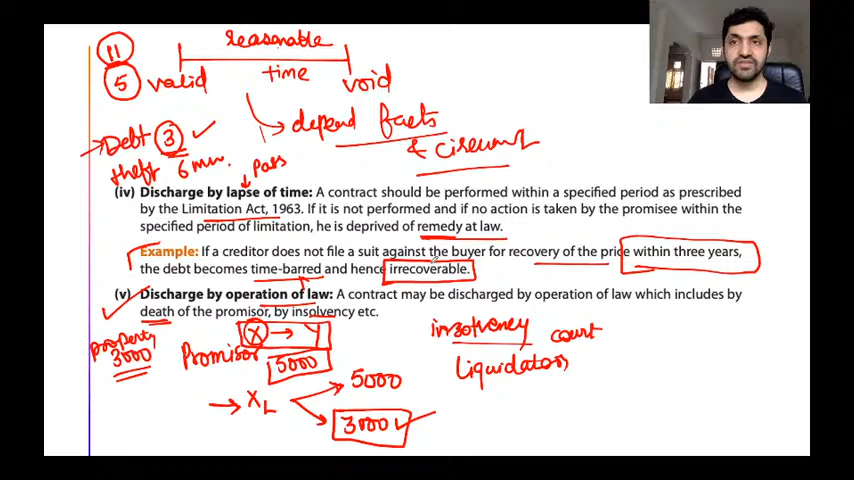 11
reasonable
5 valid
time
void
depend facts
& circumst
Debt 3
theft 6 mon.
Pass
(iv) Discharge by lapse of time: A contract should be performed within a specified period as prescribed
by the Limitation Act, 1963. If it is not performed and if no action is taken by the promisee within the
specified period of limitation, he is deprived of remedy at law.
Example: If a creditor does not file a suit against the buyer for recovery of the price within three years,
the debt becomes time-barred and hence irrecoverable.
(v) Discharge by operation of law: A contract may be discharged by operation of law which includes by
death of the promisor, by insolvency etc.
property
3000
X → Y
Promisor
5000
insolvency court
Liquidators
XL
5000
3000